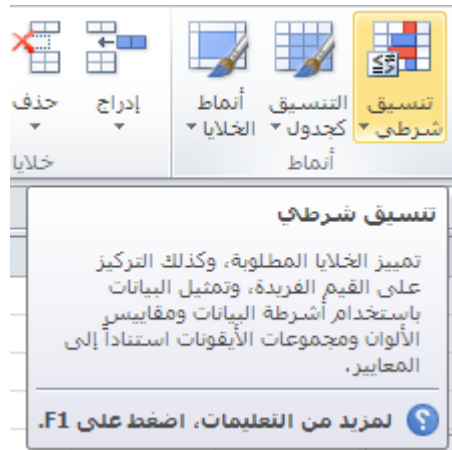 تنسيق شرطي
التنسيق كجدول
أنماط الخلايا
إدراج
حذف
أنماط
خلايا
تنسيق شرطي
تمييز الخلايا المطلوبة، وكذلك التركيز
على القيم الفريدة، وتمثيل البيانات
باستخدام أشرطة البيانات ومقاييس
الألوان ومجموعات الأيقونات استناداً إلى
المعايير.
لمزيد من التعليمات، اضغط على F1.